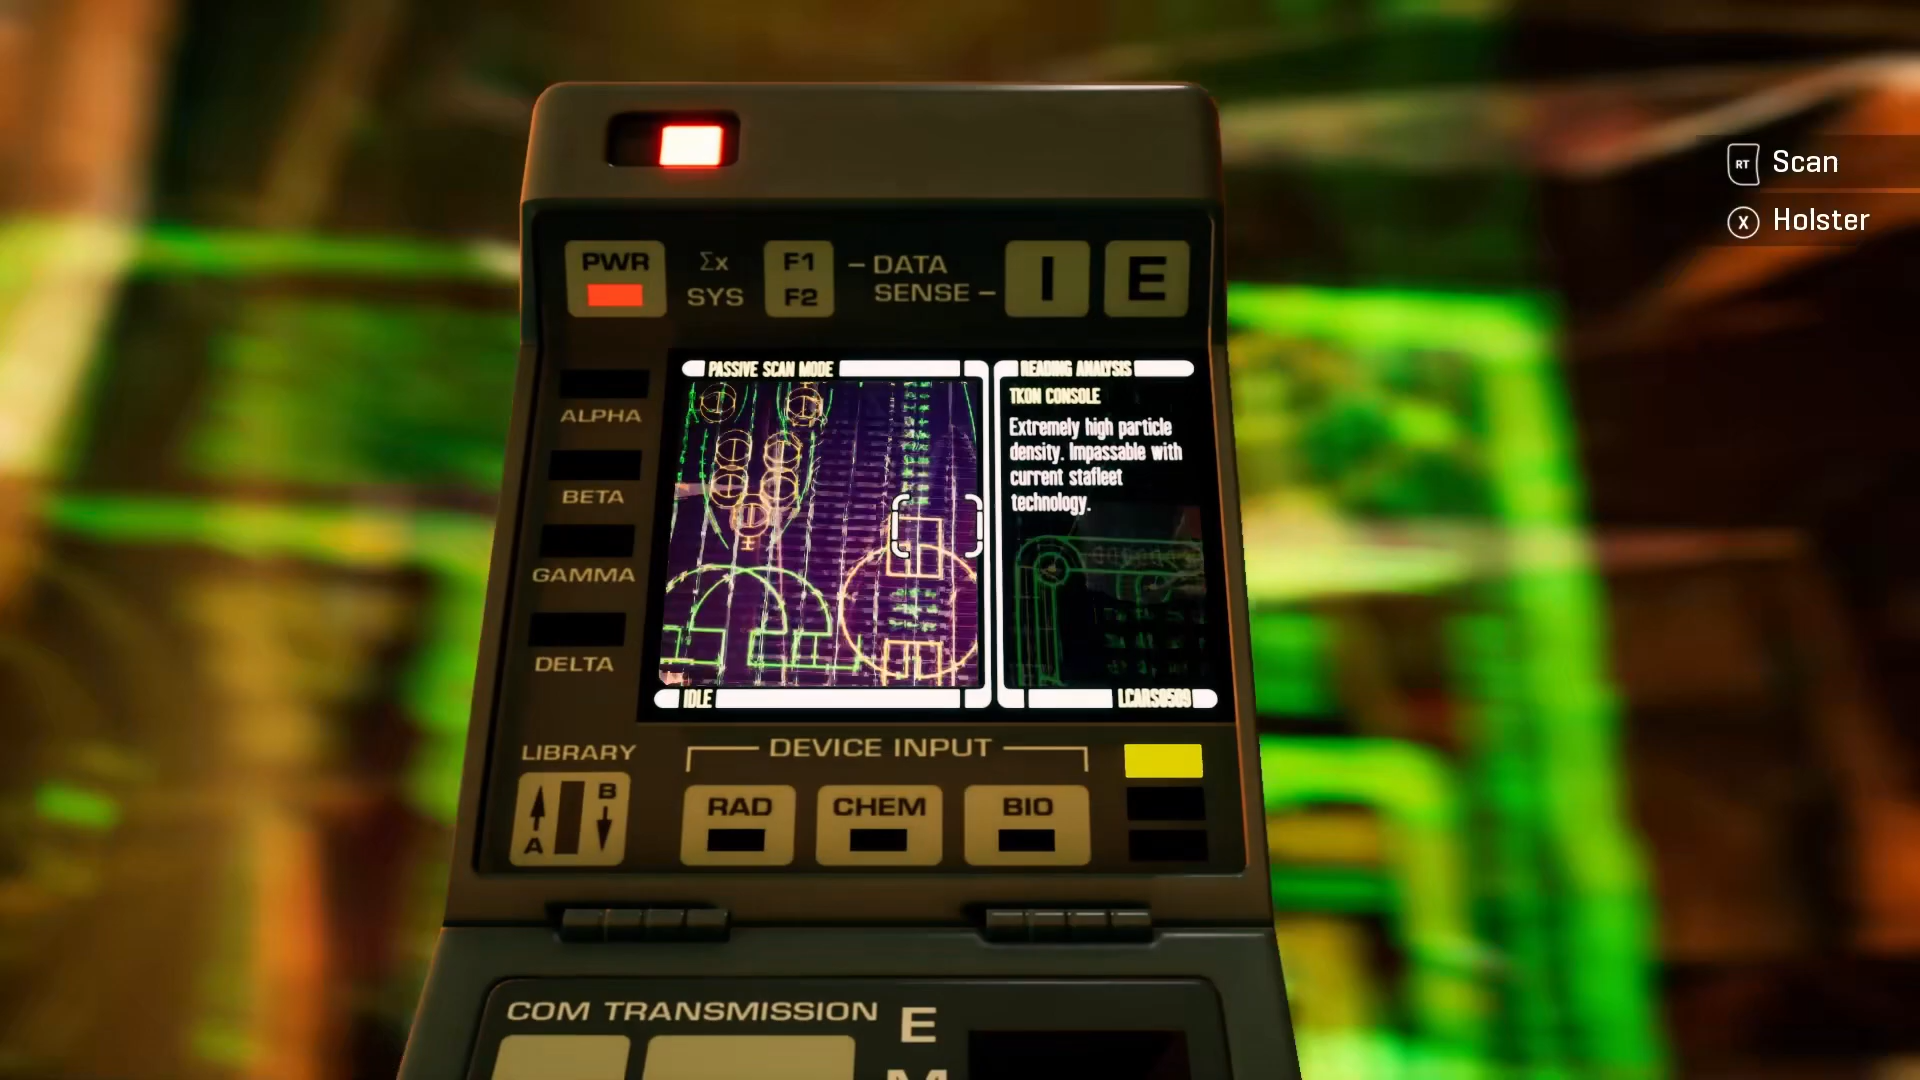 RT Scan
X Holster
PWR
Σx
SYS
F1
F2
– DATA
SENSE –
I
E
PASSIVE SCAN MODE
READING ANALYSIS
TKON CONSOLE
Extremely high particle
density. Impassable with
current stafleet
technology.
ALPHA
BETA
GAMMA
DELTA
IDLE
LCARS0509
LIBRARY
A
B
DEVICE INPUT
RAD
CHEM
BIO
COM TRANSMISSION
E
M